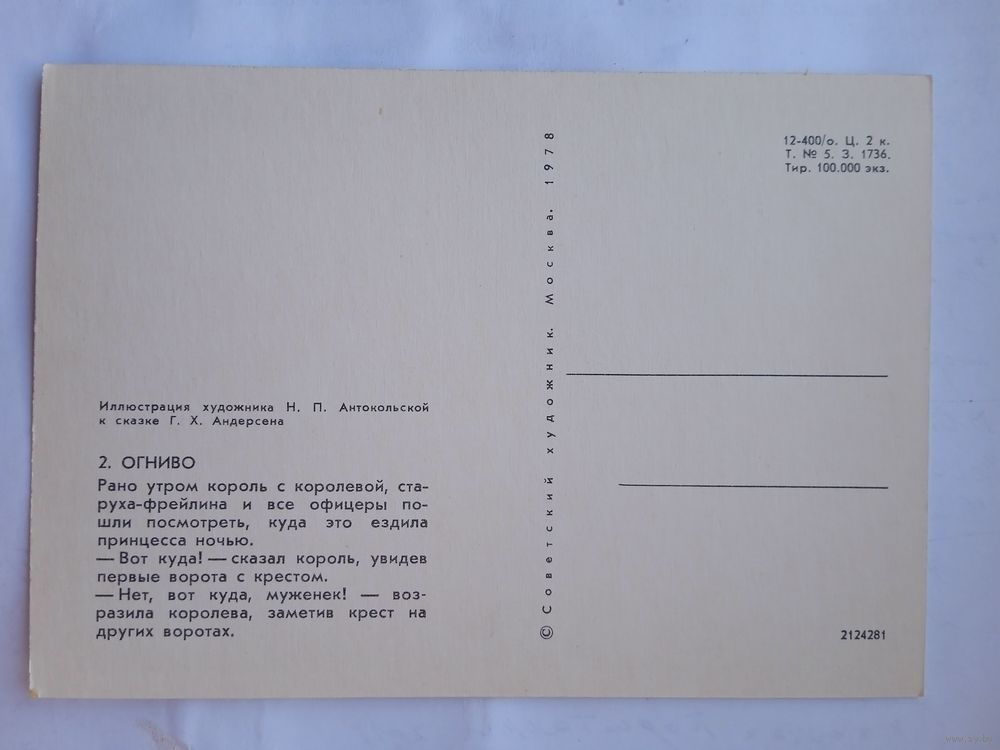 Иллюстрация художника Н. П. Антокольской
к сказке Г. Х. Андерсена
2. ОГНИВО
Рано утром король с королевой, ста-
руха-фрейлина и все офицеры по-
шли посмотреть, куда это ездила
принцесса ночью.
— Вот куда! — сказал король, увидев
первые ворота с крестом.
— Нет, вот куда, муженек! — воз-
разила королева, заметив крест на
других воротах.
© Советский художник. Москва. 1978
12-400/о. Ц. 2 к.
Т. № 5. З. 1736.
Тир. 100.000 экз.
2124281